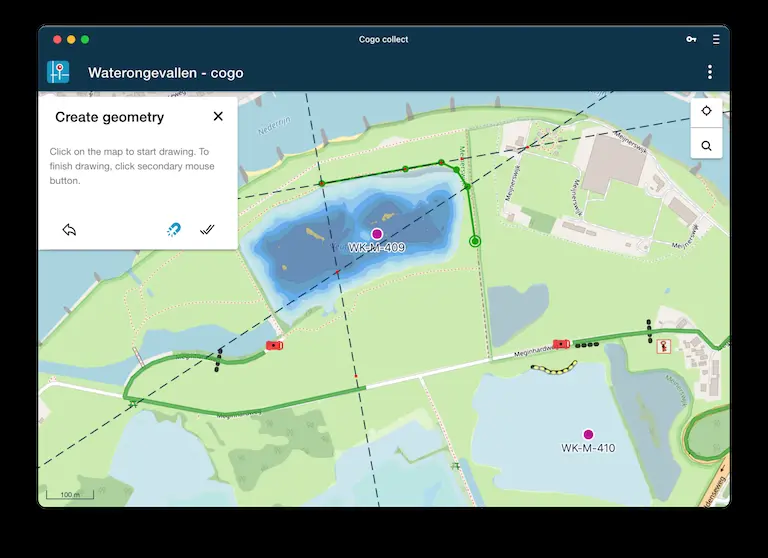 Cogo collect
Waterongevallen - cogo
Create geometry
Click on the map to start drawing. To
finish drawing, click secondary mouse
button.
Nederrijn
Meijnerswijk
Meijnerswijk
Meijnerswijk
Meijnerswijk
WK-M-409
Meginhardweg
Meginhardweg
WK-M-410
100 m